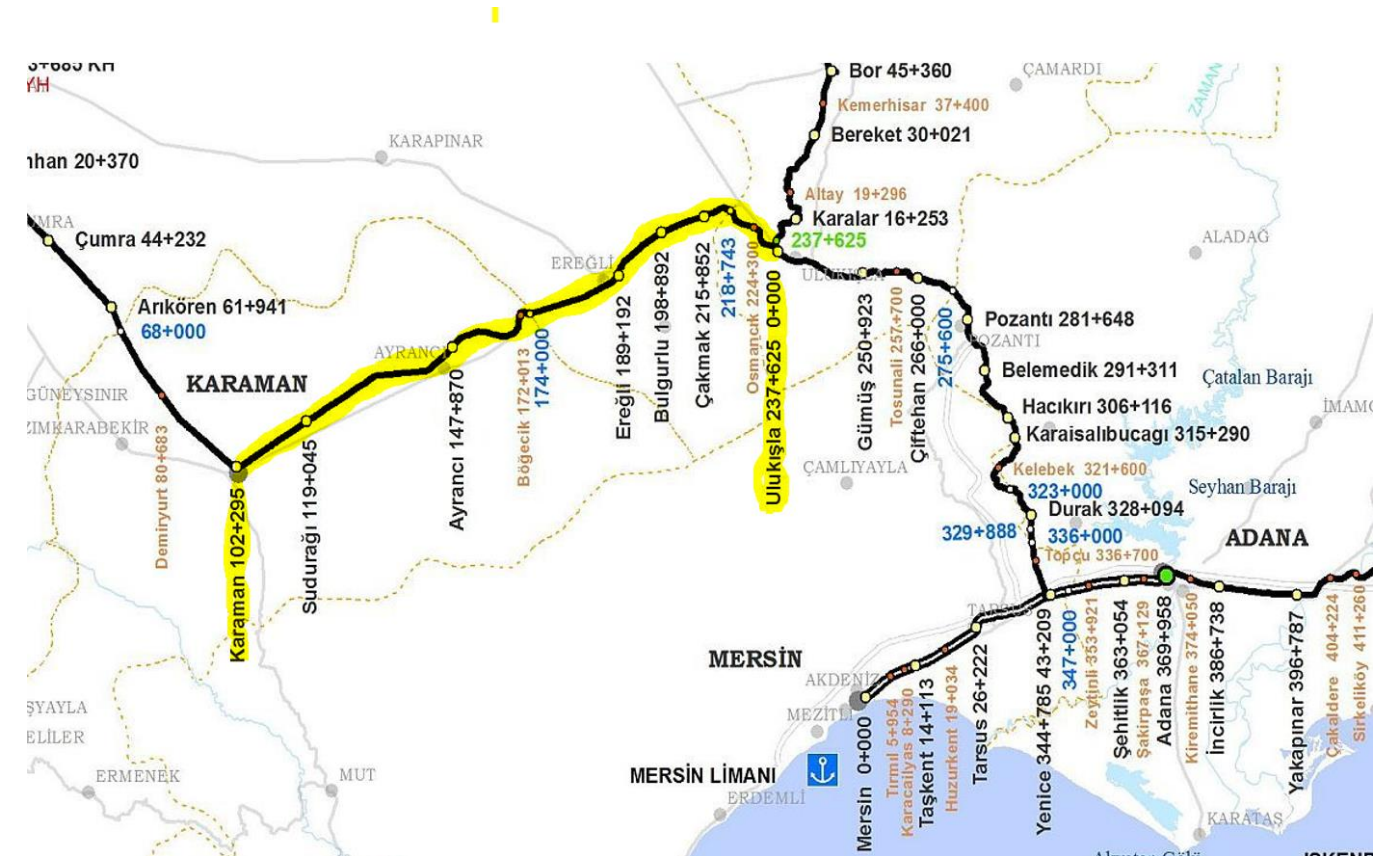 Bor 45+360
ÇAMARDI
Kemerhisar 37+400
ZAMAN
Bereket 30+021
KARAPINAR
20+370
Altay 19+296
Karalar 16+253
Çumra 44+232
237+625
ALADAĞ
EREĞLİ
ULUKIŞLA
Arıkören 61+941
68+000
Pozantı 281+648
POZANTI
AYRANCI
Belemedik 291+311
KARAMAN
Çatalan Barajı
GÜNEYSINIR
Hacıkırı 306+116
Karaisalıbucagı 315+290
ÇAMLIYAYLA
Kelebek 321+600
323+000
Seyhan Barajı
Durak 328+094
329+888
336+000
ADANA
Topçu 336+700
Demiryurt 80+683
Karaman 102+295
Sudurağı 119+045
Ayrancı 147+870
Böğecik 172+013
174+000
Ereğli 189+192
Bulgurlu 198+892
Çakmak 215+852
218+743
Osmancık 224+300
Ulukışla 237+625 0+000
Gümüş 250+923
Tosunali 257+700
Çiftehan 266+000
275+600
TARSUS
MERSİN
AKDENİZ
MEZİTLİ
MERSİN LİMANI
ERDEMLİ
ERMENEK
MUT
Mersin 0+000
Tırmıl 5+954
Karacailyas 8+290
Taşkent 14+113
Huzurkent 19+034
Tarsus 26+222
Yenice 344+785 43+209
347+000
Zeytinli 353+921
Şehitlik 363+054
Şakirpaşa 367+129
Adana 369+958
Kiremithane 374+050
İncirlik 386+738
Yakapınar 396+787
Çakaldere 404+224
Sirkeliköy 411+260
KARATAŞ